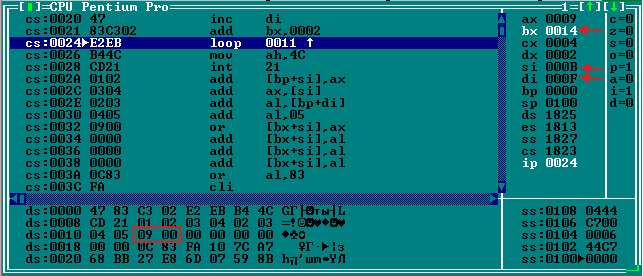 [■]=CPU Pentium Pro 1=[↑][↓]
cs:0020 47 inc di
cs:0021 83C302 add bx,0002
cs:0024►E2EB loop 0011 ↑
cs:0026 B44C mov ah,4C
cs:0028 CD21 int 21
cs:002A 0102 add [bp+si],ax
cs:002C 0304 add ax,[si]
cs:002E 0203 add al,[bp+di]
cs:0030 0405 add al,05
cs:0032 0900 or [bx+si],ax
cs:0034 0000 add [bx+si],al
cs:0036 0000 add [bx+si],al
cs:0038 0000 add [bx+si],al
cs:003A 0C83 or al,83
cs:003C FA cli
ax 0009 c=0
bx 0014 z=0
cx 0004 s=0
dx 0002 o=0
si 000B p=1
di 000F a=0
bp 0000 i=1
sp 0100 d=0
ds 1825
es 1813
ss 1827
cs 1823
ip 0024
ds:0000 47 83 C3 02 E2 EB B4 4C
ds:0008 CD 21 01 02 03 04 02 03
ds:0010 04 05 09 00 00 00 00 00
ds:0018 00 00 0C 83 FA 10 7C A7
ds:0020 68 BB 27 E8 6D 07 59 8B
ss:0108 0444
ss:0106 C700
ss:0104 0006
ss:0102 44C7
ss:0100►0000